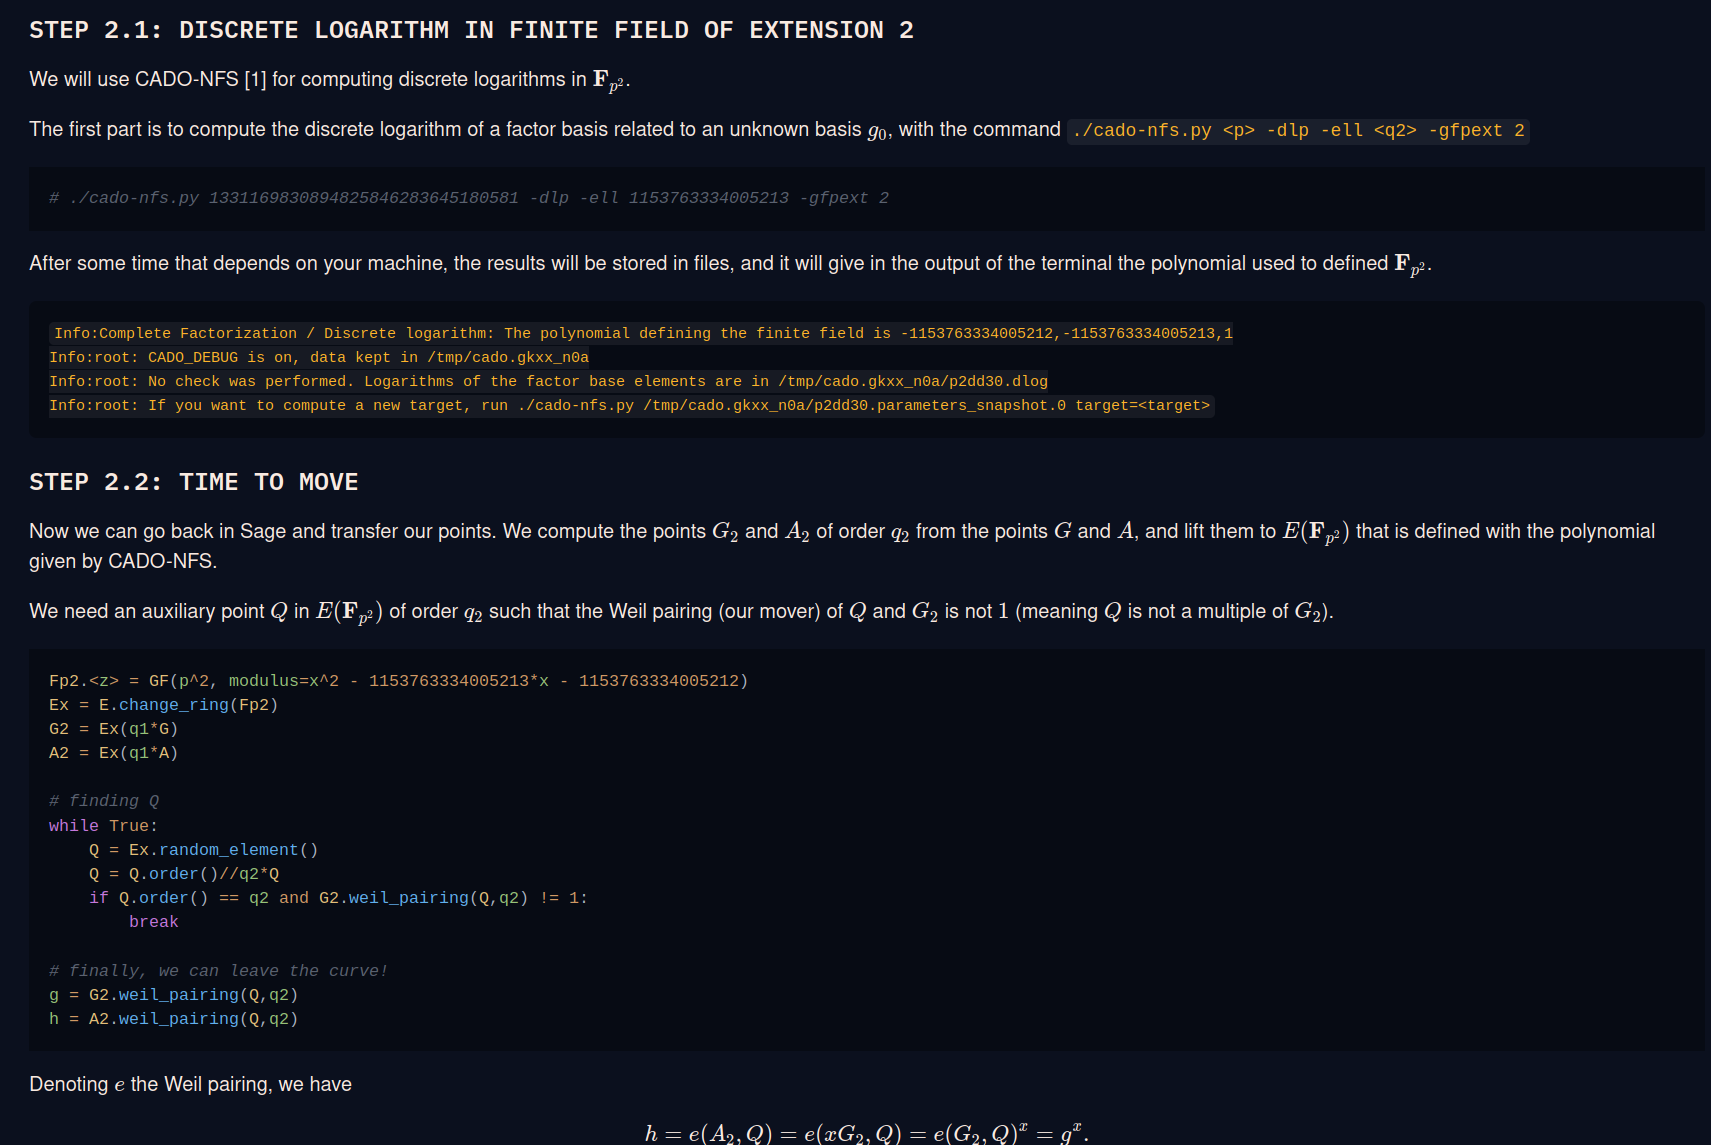 STEP 2.1: DISCRETE LOGARITHM IN FINITE FIELD OF EXTENSION 2
We will use CADO-NFS [1] for computing discrete logarithms in 𝐅_{p^2}.
The first part is to compute the discrete logarithm of a factor basis related to an unknown basis g_0, with the command ./cado-nfs.py <p> -dlp -ell <q2> -gfpext 2
# ./cado-nfs.py 13311698308948258462836451​80581 -dlp -ell 1153763334005213 -gfpext 2
After some time that depends on your machine, the results will be stored in files, and it will give in the output of the terminal the polynomial used to defined 𝐅_{p^2}.
Info:Complete Factorization / Discrete logarithm: The polynomial defining the finite field is -1153763334005212,-1153763334005213,1
Info:root: CADO_DEBUG is on, data kept in /tmp/cado.gkxx_n0a
Info:root: No check was performed. Logarithms of the factor base elements are in /tmp/cado.gkxx_n0a/p2dd30.dlog
Info:root: If you want to compute a new target, run ./cado-nfs.py /tmp/cado.gkxx_n0a/p2dd30.parameters_snapshot.0 target=<target>
STEP 2.2: TIME TO MOVE
Now we can go back in Sage and transfer our points. We compute the points G_2 and A_2 of order q_2 from the points G and A, and lift them to E(𝐅_{p^2}) that is defined with the polynomial
given by CADO-NFS.
We need an auxiliary point Q in E(𝐅_{p^2}) of order q_2 such that the Weil pairing (our mover) of Q and G_2 is not 1 (meaning Q is not a multiple of G_2).
Fp2.<z> = GF(p^2, modulus=x^2 - 1153763334005213*x - 1153763334005212)
Ex = E.change_ring(Fp2)
G2 = Ex(q1*G)
A2 = Ex(q1*A)
# finding Q
while True:
    Q = Ex.random_element()
    Q = Q.order()//q2*Q
    if Q.order() == q2 and G2.weil_pairing(Q,q2) != 1:
        break
# finally, we can leave the curve!
g = G2.weil_pairing(Q,q2)
h = A2.weil_pairing(Q,q2)
Denoting e the Weil pairing, we have
h = e(A_2, Q) = e(xG_2, Q) = e(G_2, Q)^x = g^x.